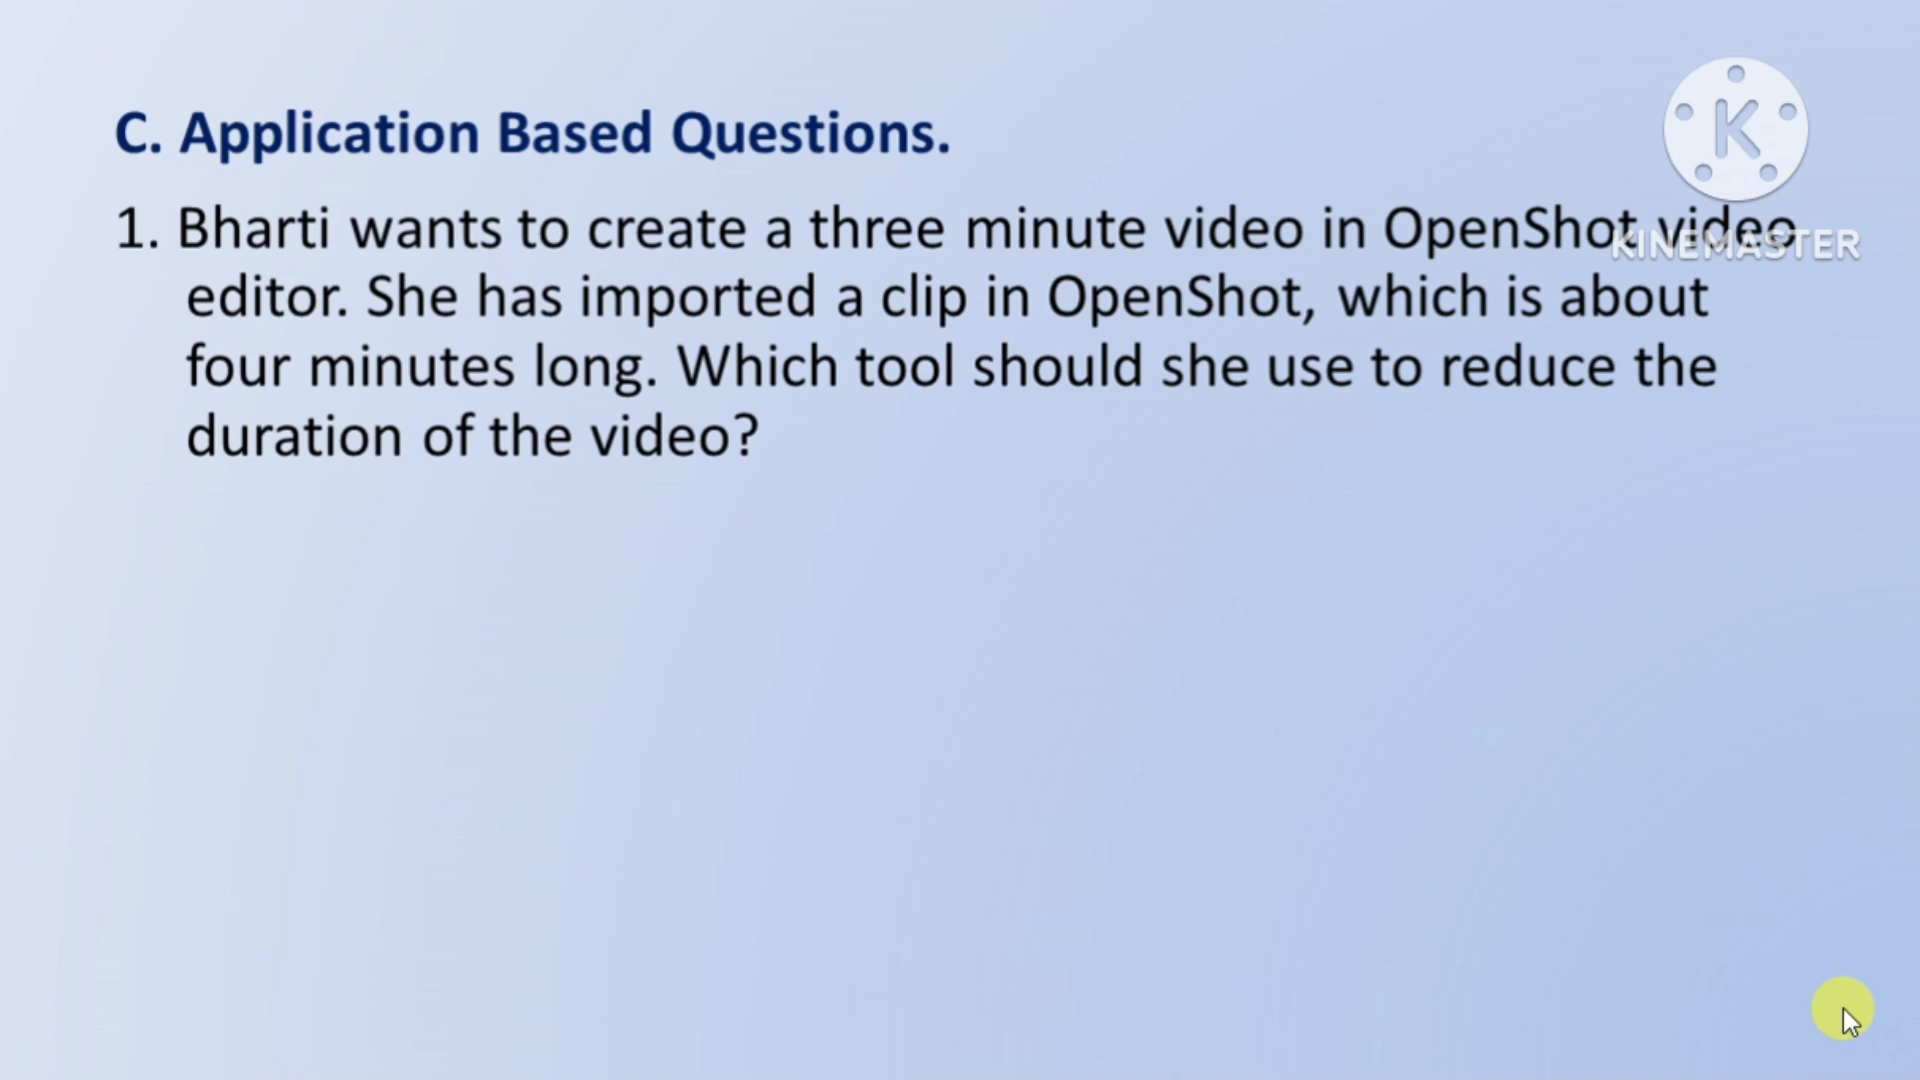 C. Application Based Questions.
1. Bharti wants to create a three minute video in OpenShot video
editor. She has imported a clip in OpenShot, which is about
four minutes long. Which tool should she use to reduce the
duration of the video?
K
KINEMASTER